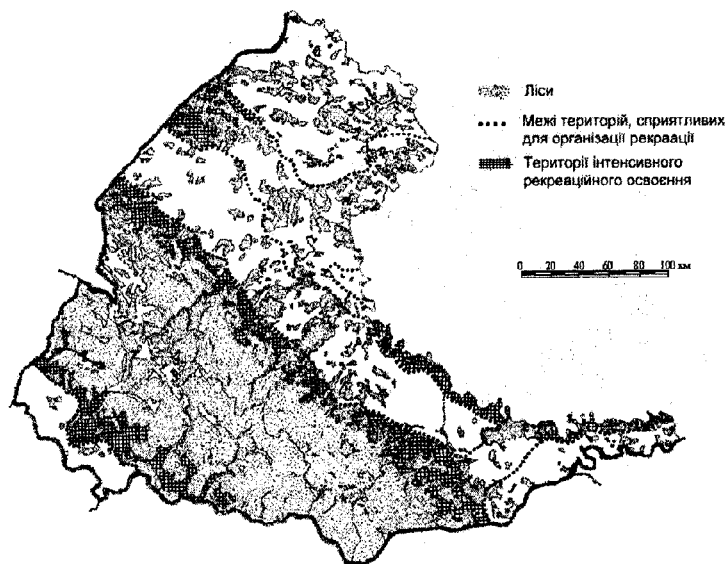 Ліси
Межі територій, сприятливих
для організації рекреації
Території інтенсивного
рекреаційного освоєння
0 20 40 60 80 100 км